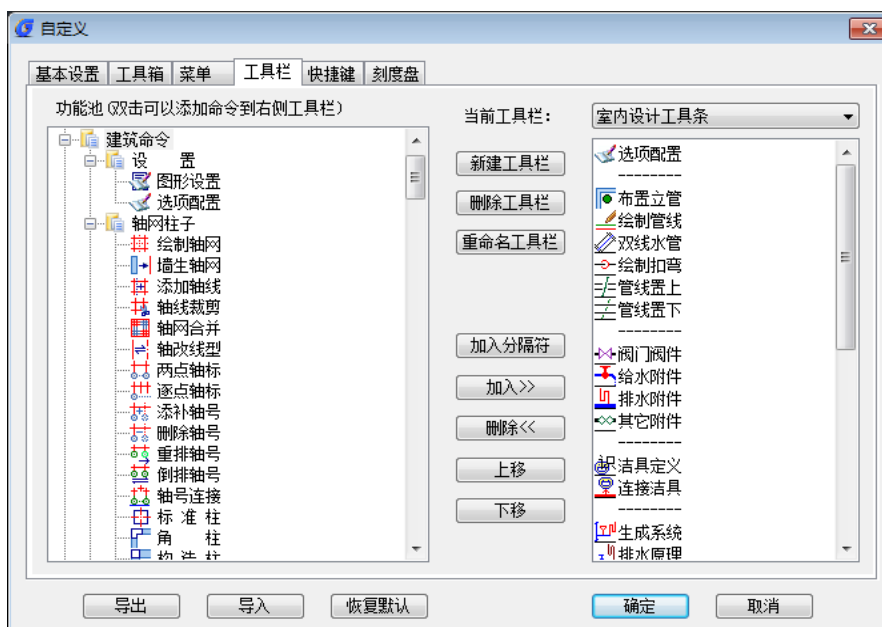 自定义
基本设置 工具箱 菜单 工具栏 快捷键 刻度盘
功能池(双击可以添加命令到右侧工具栏)
建筑命令
设 置
图形设置
选项配置
轴网柱子
绘制轴网
墙生轴网
添加轴线
轴线裁剪
轴网合并
轴改线型
两点轴标
逐点轴标
添补轴号
删除轴号
重排轴号
倒排轴号
轴号连接
标 准 柱
角 柱
构 造 柱
当前工具栏:
新建工具栏
删除工具栏
重命名工具栏
加入分隔符
加入>>
删除<<
上移
下移
室内设计工具条
选项配置
--------
布置立管
绘制管线
双线水管
绘制扣弯
管线置上
管线置下
--------
阀门阀件
给水附件
排水附件
其它附件
--------
洁具定义
连接洁具
--------
生成系统
排水原理
导出 导入 恢复默认 确定 取消